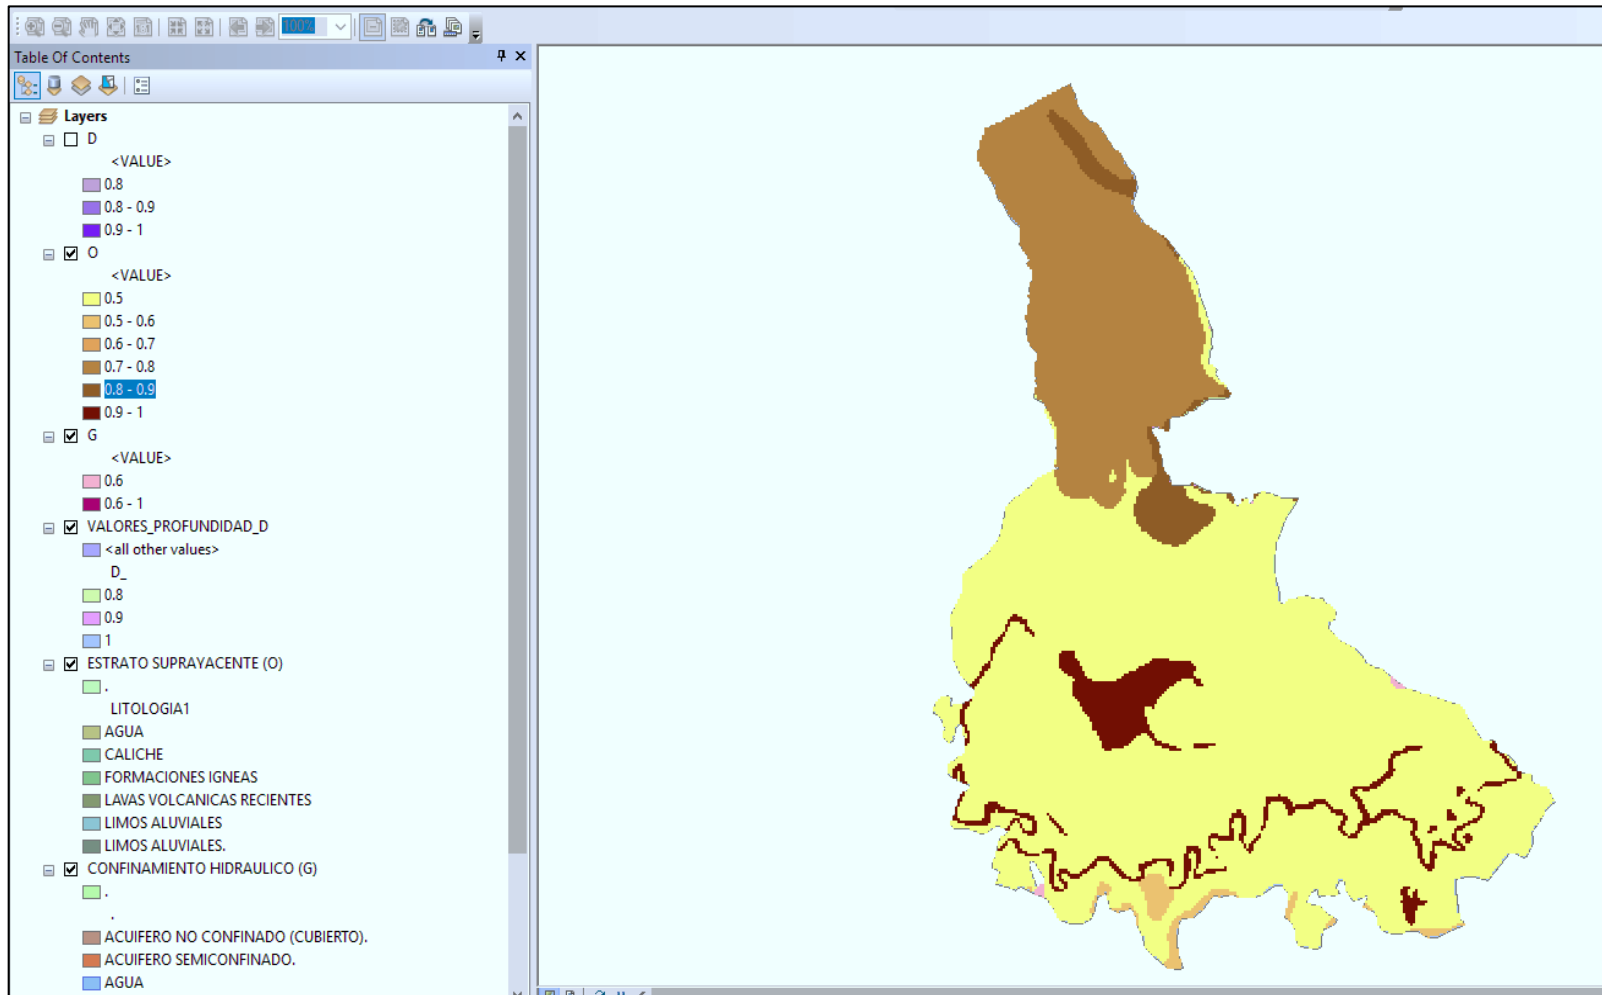 100%
Table Of Contents
Layers
D
<VALUE>
0.8
0.8 - 0.9
0.9 - 1
O
<VALUE>
0.5
0.5 - 0.6
0.6 - 0.7
0.7 - 0.8
0.8 - 0.9
0.9 - 1
G
<VALUE>
0.6
0.6 - 1
VALORES_PROFUNDIDAD_D
<all other values>
D_
0.8
0.9
1
ESTRATO SUPRAYACENTE (O)
.
LITOLOGIA1
AGUA
CALICHE
FORMACIONES IGNEAS
LAVAS VOLCANICAS RECIENTES
LIMOS ALUVIALES
LIMOS ALUVIALES.
CONFINAMIENTO HIDRAULICO (G)
.
.
ACUIFERO NO CONFINADO (CUBIERTO).
ACUIFERO SEMICONFINADO.
AGUA